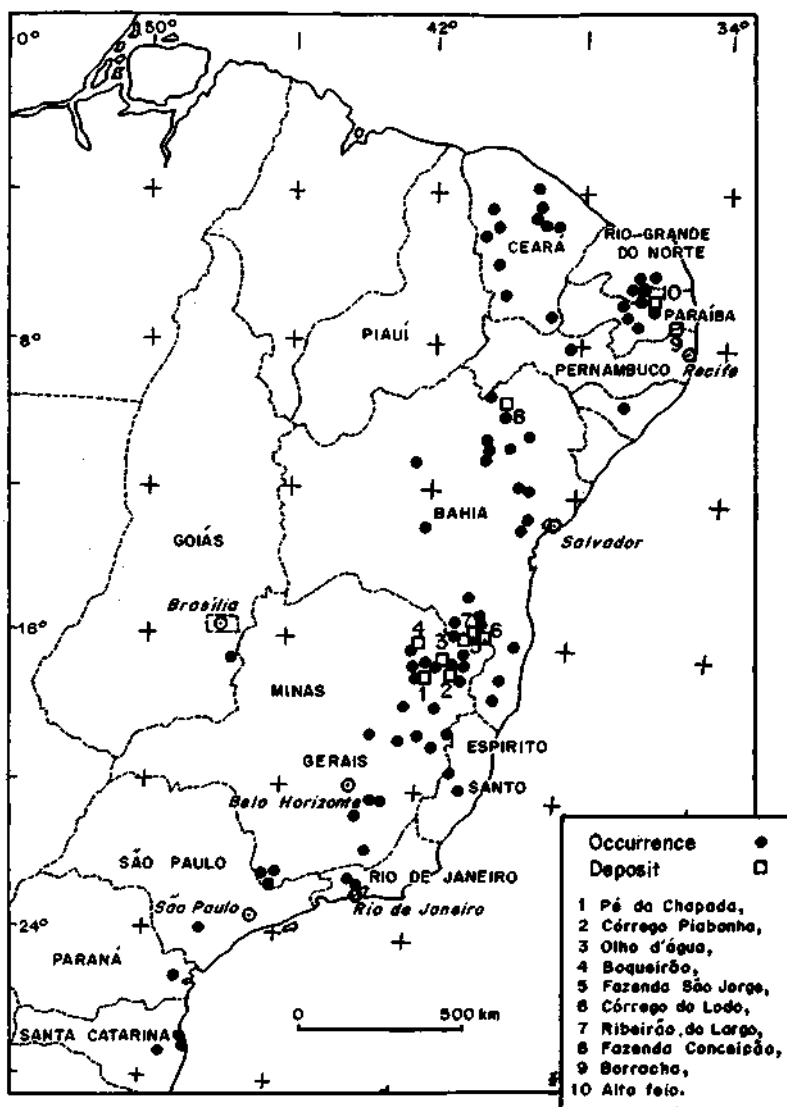 0°
50°
42°
34°
RIO-GRANDE
DO NORTE
CEARÁ
10
PARAÍBA
PIAUÍ
8°
9
PERNAMBUCO
Recife
8
BAHIA
GOIÁS
Salvador
Brasília
16°
7
4
3
6
5
MINAS
1
2
ESPIRITO
GERAIS
SANTO
Belo Horizonte
SÃO PAULO
RIO DE JANEIRO
São Paulo
Rio de Janeiro
24°
PARANÁ
SANTA CATARINA
0
500 km
Occurrence
Deposit
1 Pé da Chapada,
2 Córrego Piabanha,
3 Olho d'água,
4 Boqueirão,
5 Fazenda São Jorge,
6 Córrego do Lodo,
7 Ribeirão do Largo,
8 Fazenda Conceição,
9 Borracha,
10 Alto feio.